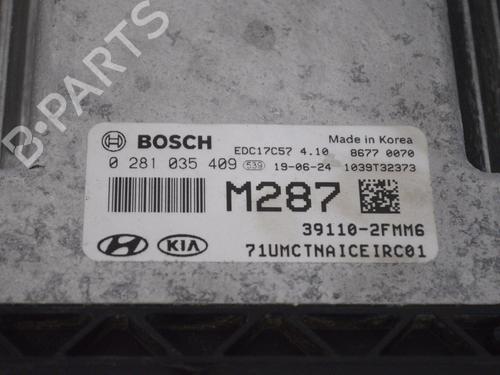 BOSCH EDC17C57 4.10 Made in Korea
8677 0070
0 281 035 409 539 19-06-24 1039T32373
M287
39110-2FMM6
KIA 71UMCTNAICEIRC01
B-PARTS